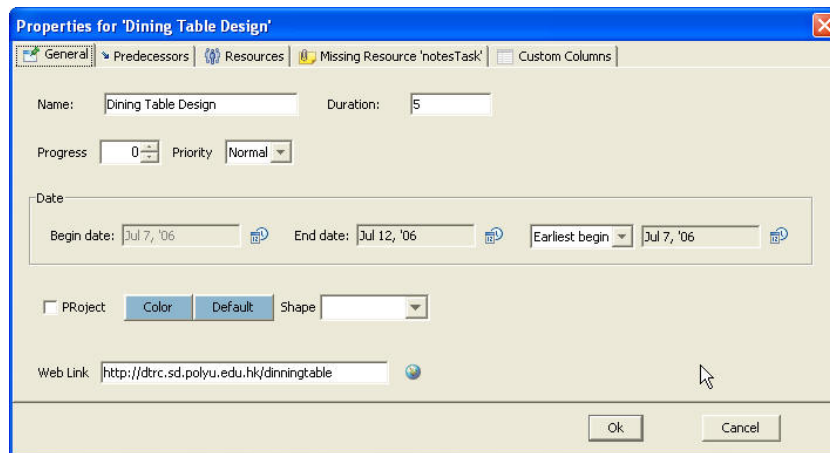 Properties for 'Dining Table Design'
General Predecessors Resources Missing Resource 'notesTask' Custom Columns
Name: Dining Table Design Duration: 5
Progress 0 Priority Normal
Date
Begin date: Jul 7, '06 End date: Jul 12, '06 Earliest begin Jul 7, '06
PRoject Color Default Shape
Web Link http://dtrc.sd.polyu.edu.hk/dinningtable
Ok Cancel